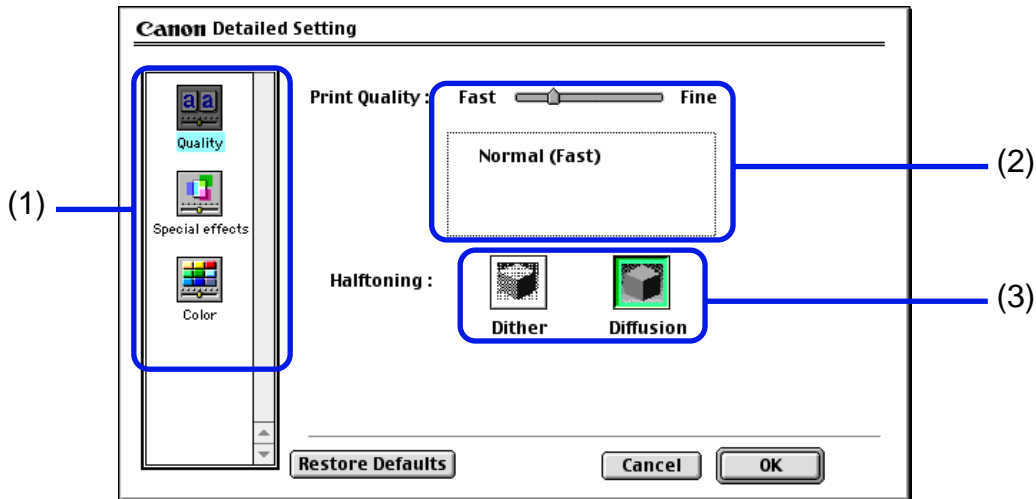 Canon Detailed Setting
Print Quality : Fast Fine
aa
Quality
Normal (Fast)
(2)
(1)
Special effects
Halftoning :
(3)
Color
Dither Diffusion
Restore Defaults Cancel OK